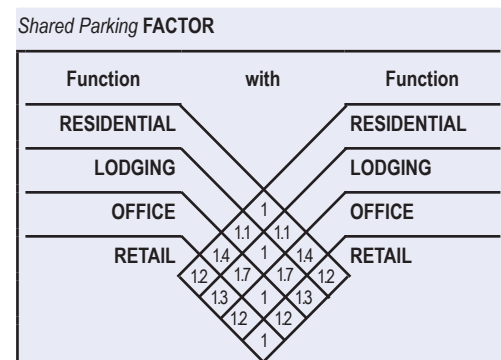 Shared Parking FACTOR
Function with Function
RESIDENTIAL RESIDENTIAL
LODGING LODGING
OFFICE OFFICE
RETAIL RETAIL
1
1.1 1.1
1.4 1 1.4
1.2 1.7 1.7 1.2
1.3 1 1.3
1.2 1.2
1